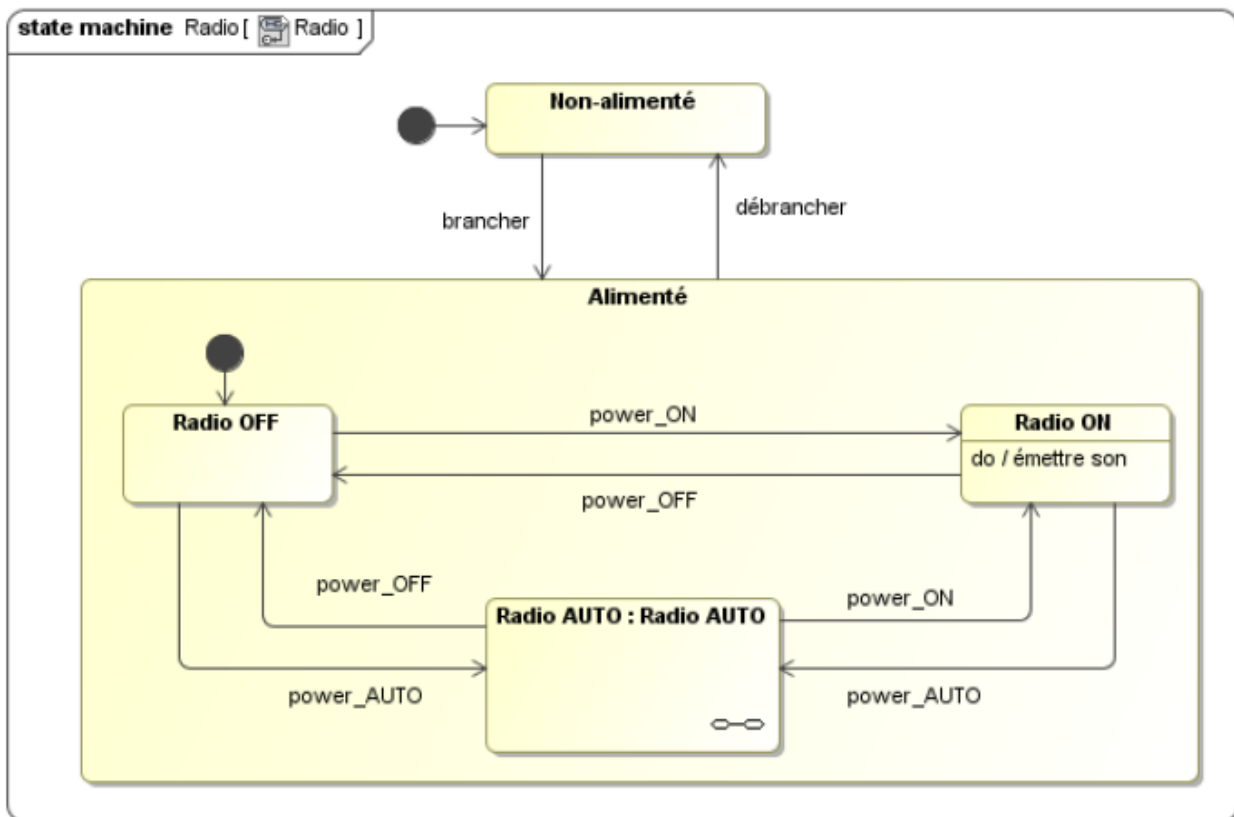 state machine Radio [ Radio ]
Non-alimenté
brancher
débrancher
Alimenté
Radio OFF
power_ON
Radio ON
do / émettre son
power_OFF
power_OFF
Radio AUTO : Radio AUTO
power_ON
power_AUTO
power_AUTO